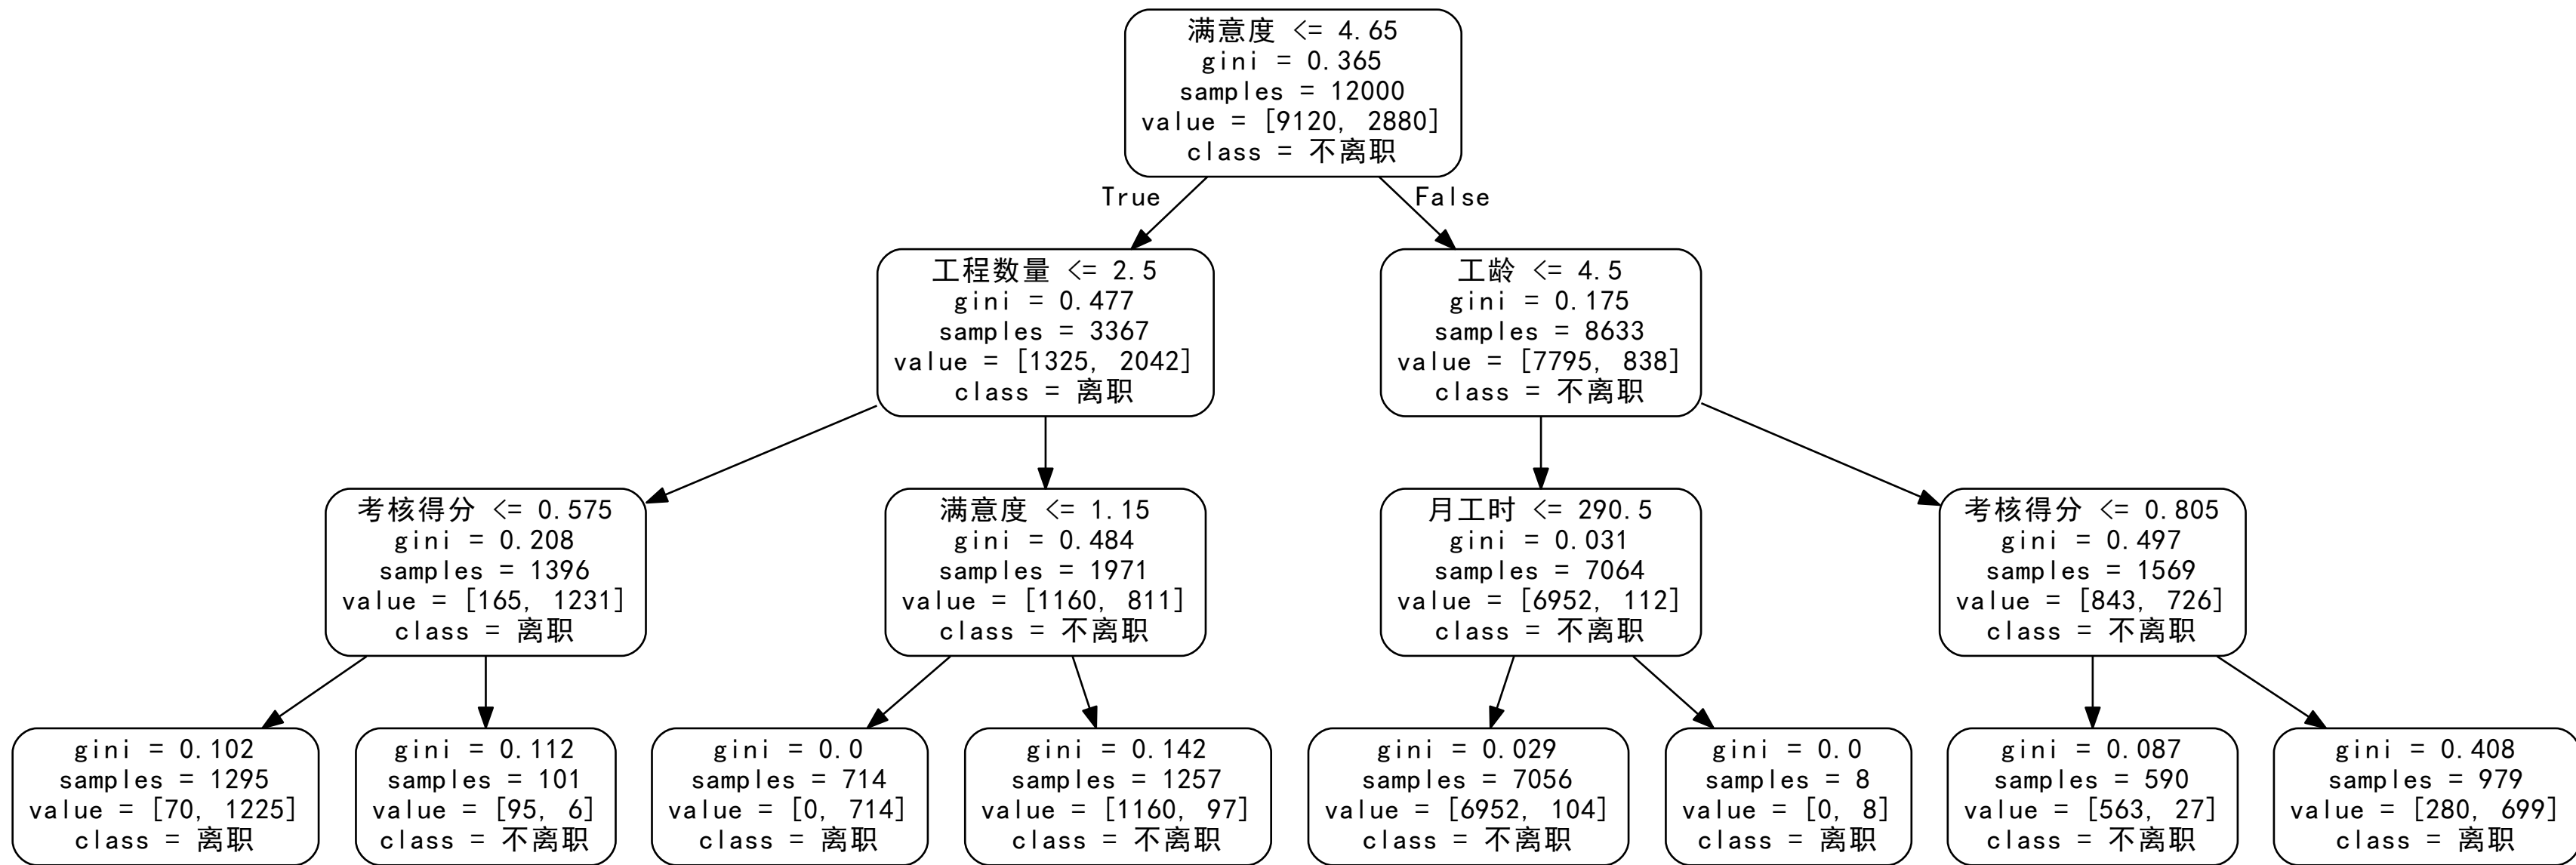 满意度 <= 4.65
gini = 0.365
samples = 12000
value = [9120, 2880]
class = 不离职
True
False
工程数量 <= 2.5
gini = 0.477
samples = 3367
value = [1325, 2042]
class = 离职
工龄 <= 4.5
gini = 0.175
samples = 8633
value = [7795, 838]
class = 不离职
考核得分 <= 0.575
gini = 0.208
samples = 1396
value = [165, 1231]
class = 离职
满意度 <= 1.15
gini = 0.484
samples = 1971
value = [1160, 811]
class = 不离职
月工时 <= 290.5
gini = 0.031
samples = 7064
value = [6952, 112]
class = 不离职
考核得分 <= 0.805
gini = 0.497
samples = 1569
value = [843, 726]
class = 不离职
gini = 0.102
samples = 1295
value = [70, 1225]
class = 离职
gini = 0.112
samples = 101
value = [95, 6]
class = 不离职
gini = 0.0
samples = 714
value = [0, 714]
class = 离职
gini = 0.142
samples = 1257
value = [1160, 97]
class = 不离职
gini = 0.029
samples = 7056
value = [6952, 104]
class = 不离职
gini = 0.0
samples = 8
value = [0, 8]
class = 离职
gini = 0.087
samples = 590
value = [563, 27]
class = 不离职
gini = 0.408
samples = 979
value = [280, 699]
class = 离职